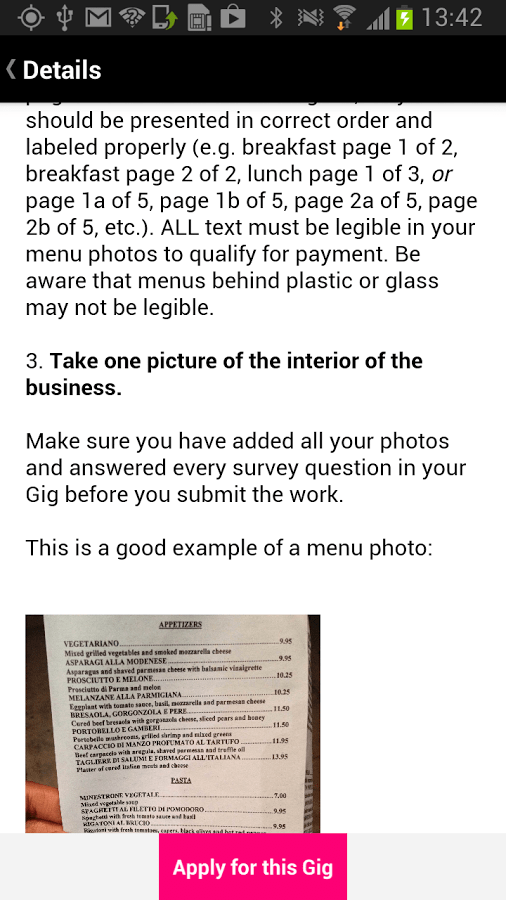 13:42
Details
should be presented in correct order and
labeled properly (e.g. breakfast page 1 of 2,
breakfast page 2 of 2, lunch page 1 of 3, or
page 1a of 5, page 1b of 5, page 2a of 5, page
2b of 5, etc.). ALL text must be legible in your
menu photos to qualify for payment. Be
aware that menus behind plastic or glass
may not be legible.
3. Take one picture of the interior of the
business.
Make sure you have added all your photos
and answered every survey question in your
Gig before you submit the work.
This is a good example of a menu photo:
APPETIZERS
VEGETARIANO 9.95
Mixed grilled vegetables and smoked mozzarella cheese
ASPARAGI ALLA MODENESE 9.95
Asparagus and shaved parmesan cheese with balsamic vinaigrette
PROSCIUTTO E MELONE 10.25
Prosciutto di Parma and melon
MELANZANE ALLA PARMIGIANA 10.25
Eggplant with tomato sauce, basil, mozzarella and parmesan cheese
BRESAOLA, GORGONZOLA E PERE 11.50
Cured beef bresaola with gorgonzola cheese, sliced pears and honey
PORTOBELLO E GAMBERI 11.50
Portobello mushrooms, grilled shrimp and mixed greens
CARPACCIO DI MANZO PROFUMATO AL TARTUFO 11.95
Beef carpaccio with arugula, shaved parmesan and truffle oil
TAGLIERE DI SALUMI E FORMAGGI ALL'ITALIANA 13.95
Platter of cured italian meats and cheese
PASTA
MINESTRONE VEGETALE 7.00
Mixed vegetable soup
SPAGHETTI AL FILETTO DI POMODORO 9.95
Spaghetti with fresh tomato sauce and basil
RIGATONI AL BRUCIO 9.95
Rigatoni with fresh tomatoes, capers, black olives and hot red
Apply for this Gig